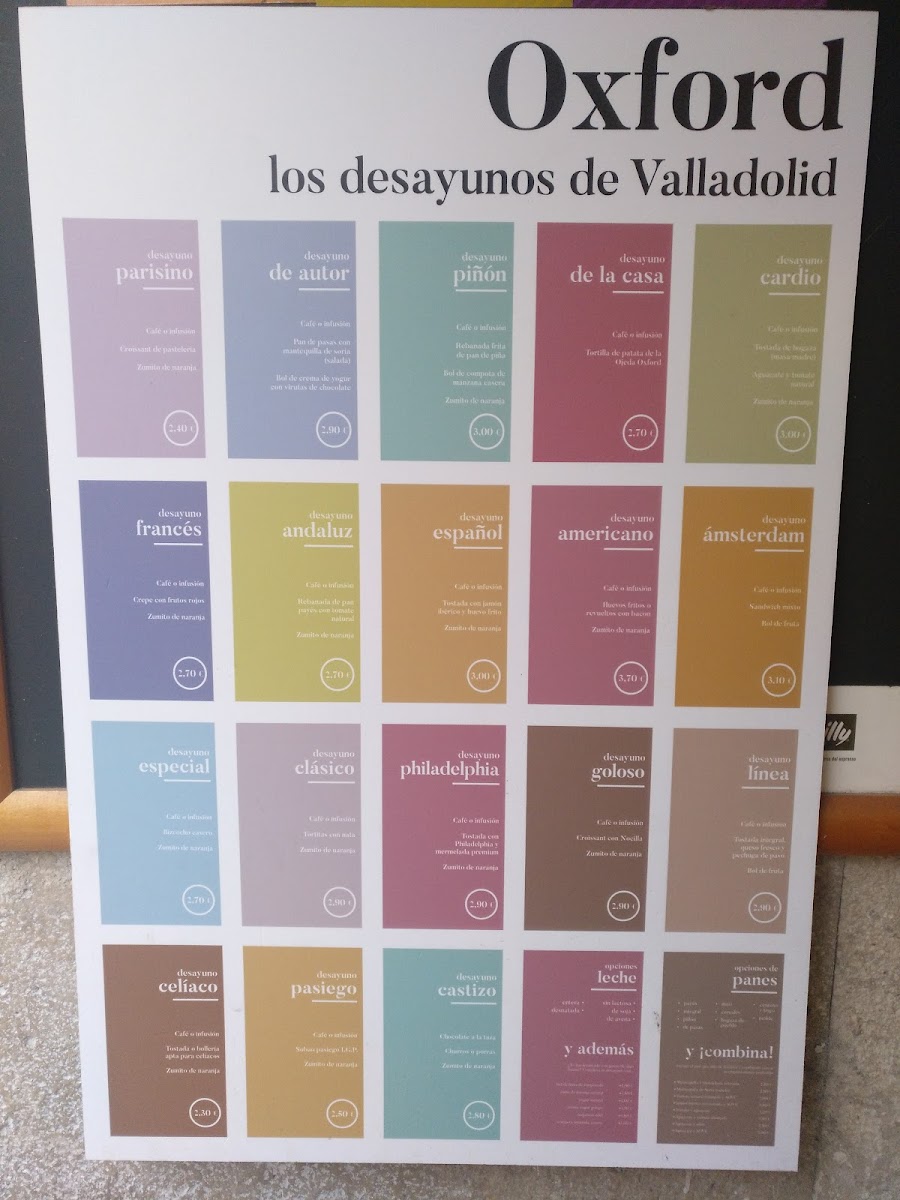 Oxford
los desayunos de Valladolid
desayuno
parisino
Café o infusión
Croissant de pastelería
Zumito de naranja
2,40 €
desayuno
de autor
Café o infusión
Pan de pasas con
mantequilla de soria
(salada)
Bol de crema de yogur
con virutas de chocolate
2,90 €
desayuno
piñón
Café o infusión
Rebanada frita
de pan de piña
Bol de compota de
manzana casera
Zumito de naranja
3,00 €
desayuno
de la casa
Café o infusión
Tortilla de patata de la
Ojeda Oxford
2,70 €
desayuno
cardio
Café o infusión
Tostada de hogaza
(masa madre)
Aguacate y tomate
natural
Zumito de naranja
3,00 €
desayuno
francés
Café o infusión
Crepe con frutos rojos
Zumito de naranja
2,70 €
desayuno
andaluz
Café o infusión
Rebanada de pan
payés con tomate
natural
Zumito de naranja
2,70 €
desayuno
español
Café o infusión
Tostada con jamón
ibérico y huevo frito
Zumito de naranja
3,00 €
desayuno
americano
Café o infusión
Huevos fritos o
revueltos con bacon
Zumito de naranja
3,70 €
desayuno
ámsterdam
Café o infusión
Sandwich mixto
Bol de fruta
3,10 €
desayuno
especial
Café o infusión
Bizcocho casero
Zumito de naranja
2,70 €
desayuno
clásico
Café o infusión
Tortitas con nata
Zumito de naranja
2,90 €
desayuno
philadelphia
Café o infusión
Tostada con
Philadelphia y
mermelada premium
Zumito de naranja
2,90 €
desayuno
goloso
Café o infusión
Croissant con Nocilla
Zumito de naranja
2,90 €
desayuno
línea
Café o infusión
Tostada integral,
queso fresco y
pechuga de pavo
Bol de fruta
2,90 €
desayuno
celíaco
Café o infusión
Tostada o bollería
apta para celíacos
Zumito de naranja
2,30 €
desayuno
pasiego
Café o infusión
Sobao pasiego I.G.P.
Zumito de naranja
2,50 €
desayuno
castizo
Chocolate a la taza
Churros o porras
Zumito de naranja
2,80 €
opciones
leche
entera • sin lactosa •
desnatada • de soja •
de avena •
y además
opciones de
panes
y ¡combina!
illy